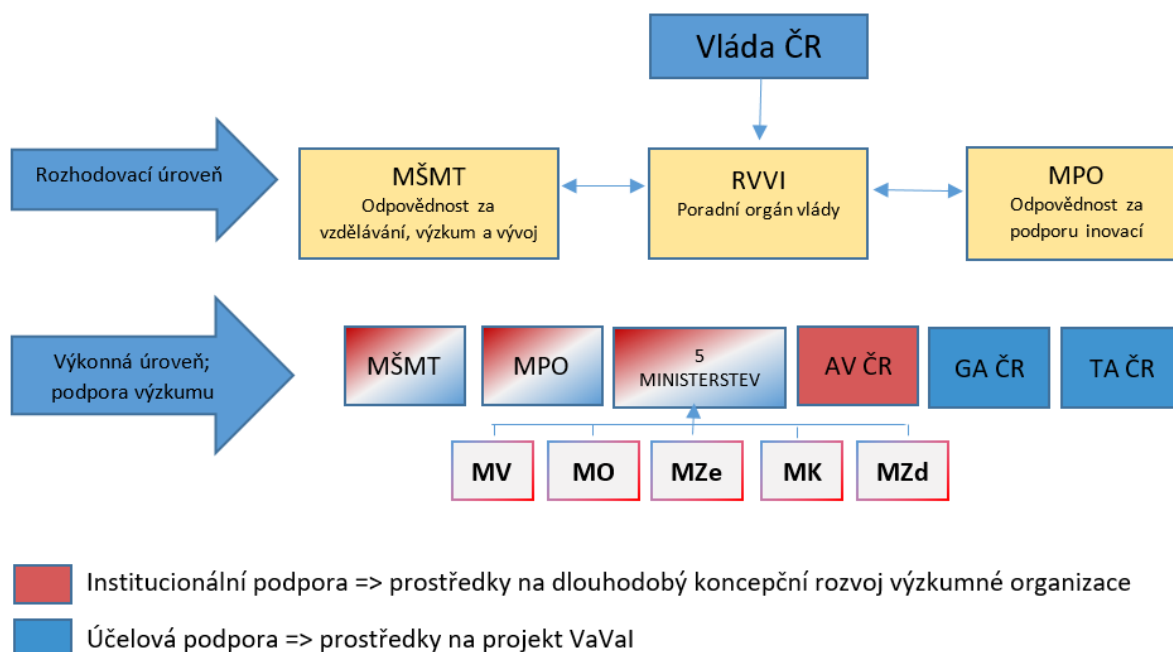 Vláda ČR
Rozhodovací úroveň
MŠMT
Odpovědnost za
vzdělávání, výzkum a vývoj
RVVI
Poradní orgán vlády
MPO
Odpovědnost za
podporu inovací
Výkonná úroveň;
podpora výzkumu
MŠMT
MPO
5
MINISTERSTEV
AV ČR
GA ČR
TA ČR
MV
MO
MZe
MK
MZd
Institucionální podpora => prostředky na dlouhodobý koncepční rozvoj výzkumné organizace
Účelová podpora => prostředky na projekt VaVaI